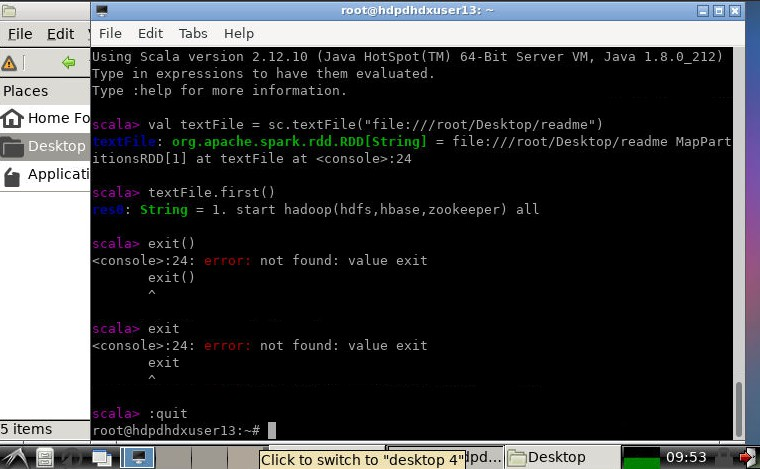 root@hdpdhdxuser13: ~
File Edit
File Edit Tabs Help
Places
Home Fo
Desktop
Applicati
5 items
Using Scala version 2.12.10 (Java HotSpot(TM) 64-Bit Server VM, Java 1.8.0_212)
Type in expressions to have them evaluated.
Type :help for more information.
scala> val textFile = sc.textFile("file:///root/Desktop/readme")
textFile: org.apache.spark.rdd.RDD[String] = file:///root/Desktop/readme MapPart
itionsRDD[1] at textFile at <console>:24
scala> textFile.first()
res0: String = 1. start hadoop(hdfs,hbase,zookeeper) all
scala> exit()
<console>:24: error: not found: value exit
exit()
^
scala> exit
<console>:24: error: not found: value exit
exit
^
scala> :quit
root@hdpdhdxuser13:~#
Click to switch to "desktop 4"
dpd...
Desktop
09:53